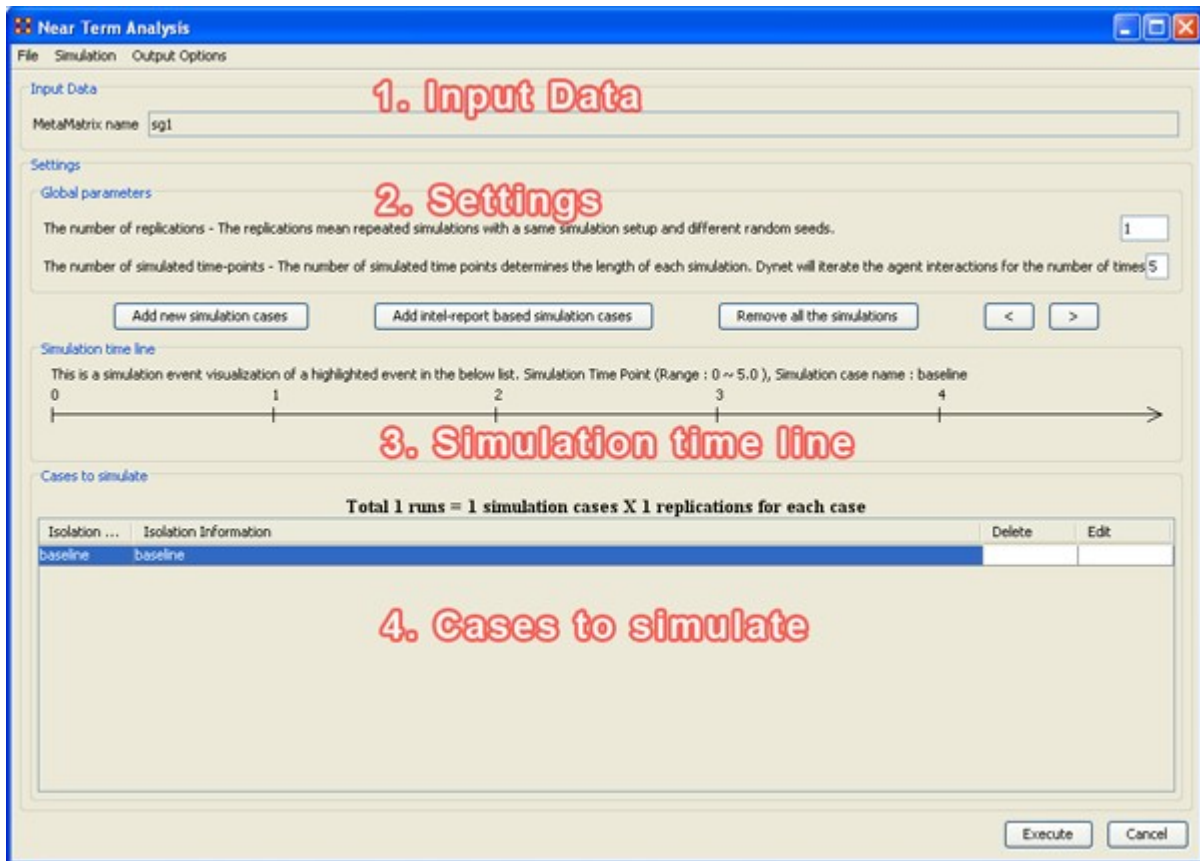 Near Term Analysis
File Simulation Output Options
Input Data
1. Input Data
MetaMatrix name sg1
Settings
Global parameters
2. Settings
The number of replications - The replications mean repeated simulations with a same simulation setup and different random seeds. 1
The number of simulated time-points - The number of simulated time points determines the length of each simulation. Dynet will iterate the agent interactions for the number of times 5
Add new simulation cases Add intel-report based simulation cases Remove all the simulations < >
Simulation time line
This is a simulation event visualization of a highlighted event in the below list. Simulation Time Point (Range : 0 ~ 5.0 ), Simulation case name : baseline
0 1 2 3 4
3. Simulation time line
Cases to simulate
Total 1 runs = 1 simulation cases X 1 replications for each case
Isolation ... Isolation Information Delete Edit
baseline baseline
4. Cases to simulate
Execute Cancel